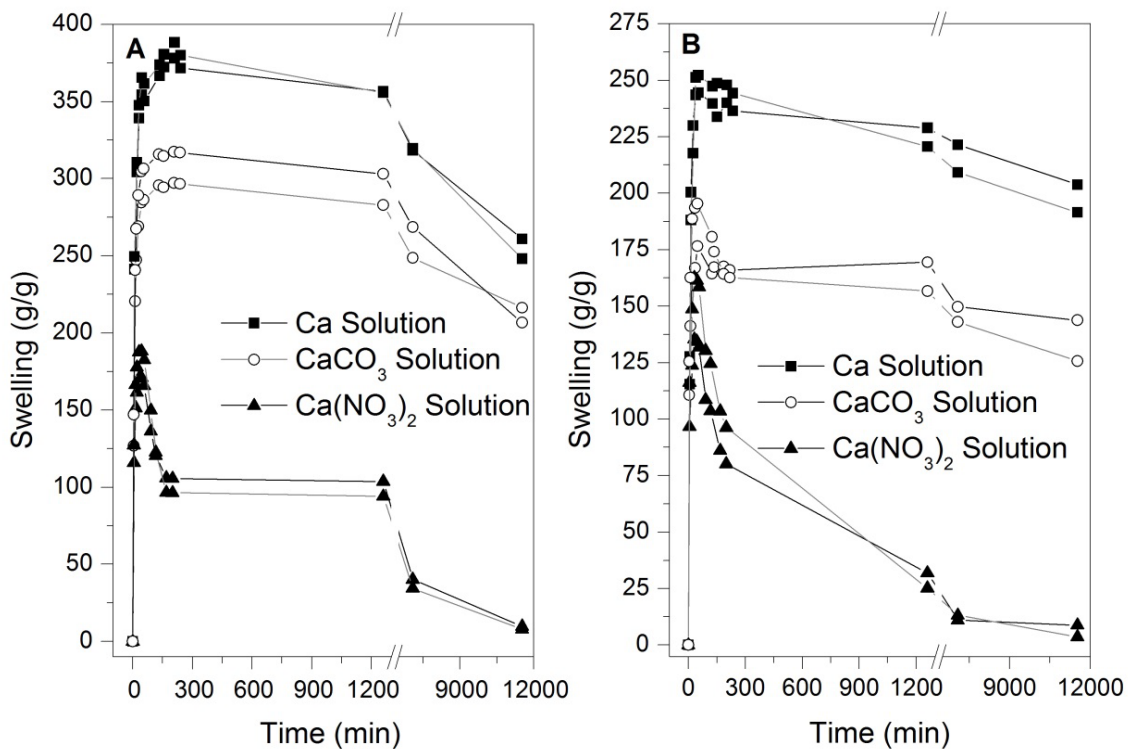 A
400
350
300
250
200
150
100
50
0
Swelling (g/g)
Ca Solution
CaCO₃ Solution
Ca(NO₃)₂ Solution
0 300 600 900 1200 9000 12000
Time (min)
B
275
250
225
200
175
150
125
100
75
50
25
0
Swelling (g/g)
Ca Solution
CaCO₃ Solution
Ca(NO₃)₂ Solution
0 300 600 900 1200 9000 12000
Time (min)